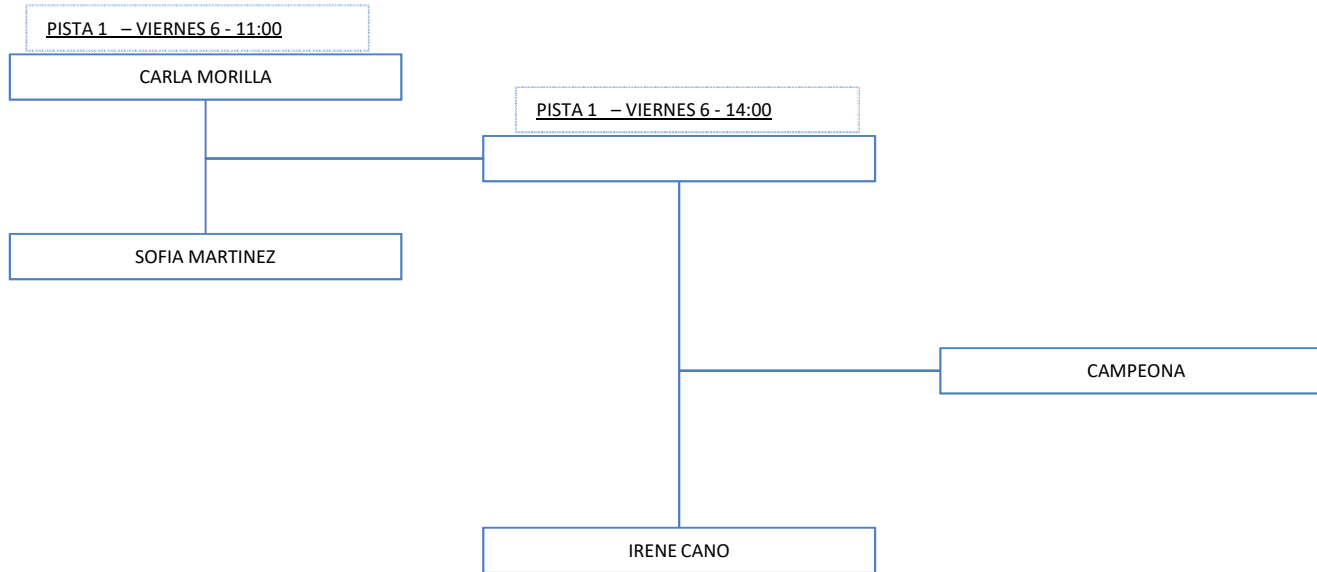 PISTA 1 – VIERNES 6 - 11:00
CARLA MORILLA
PISTA 1 – VIERNES 6 - 14:00
SOFIA MARTINEZ
CAMPEONA
IRENE CANO